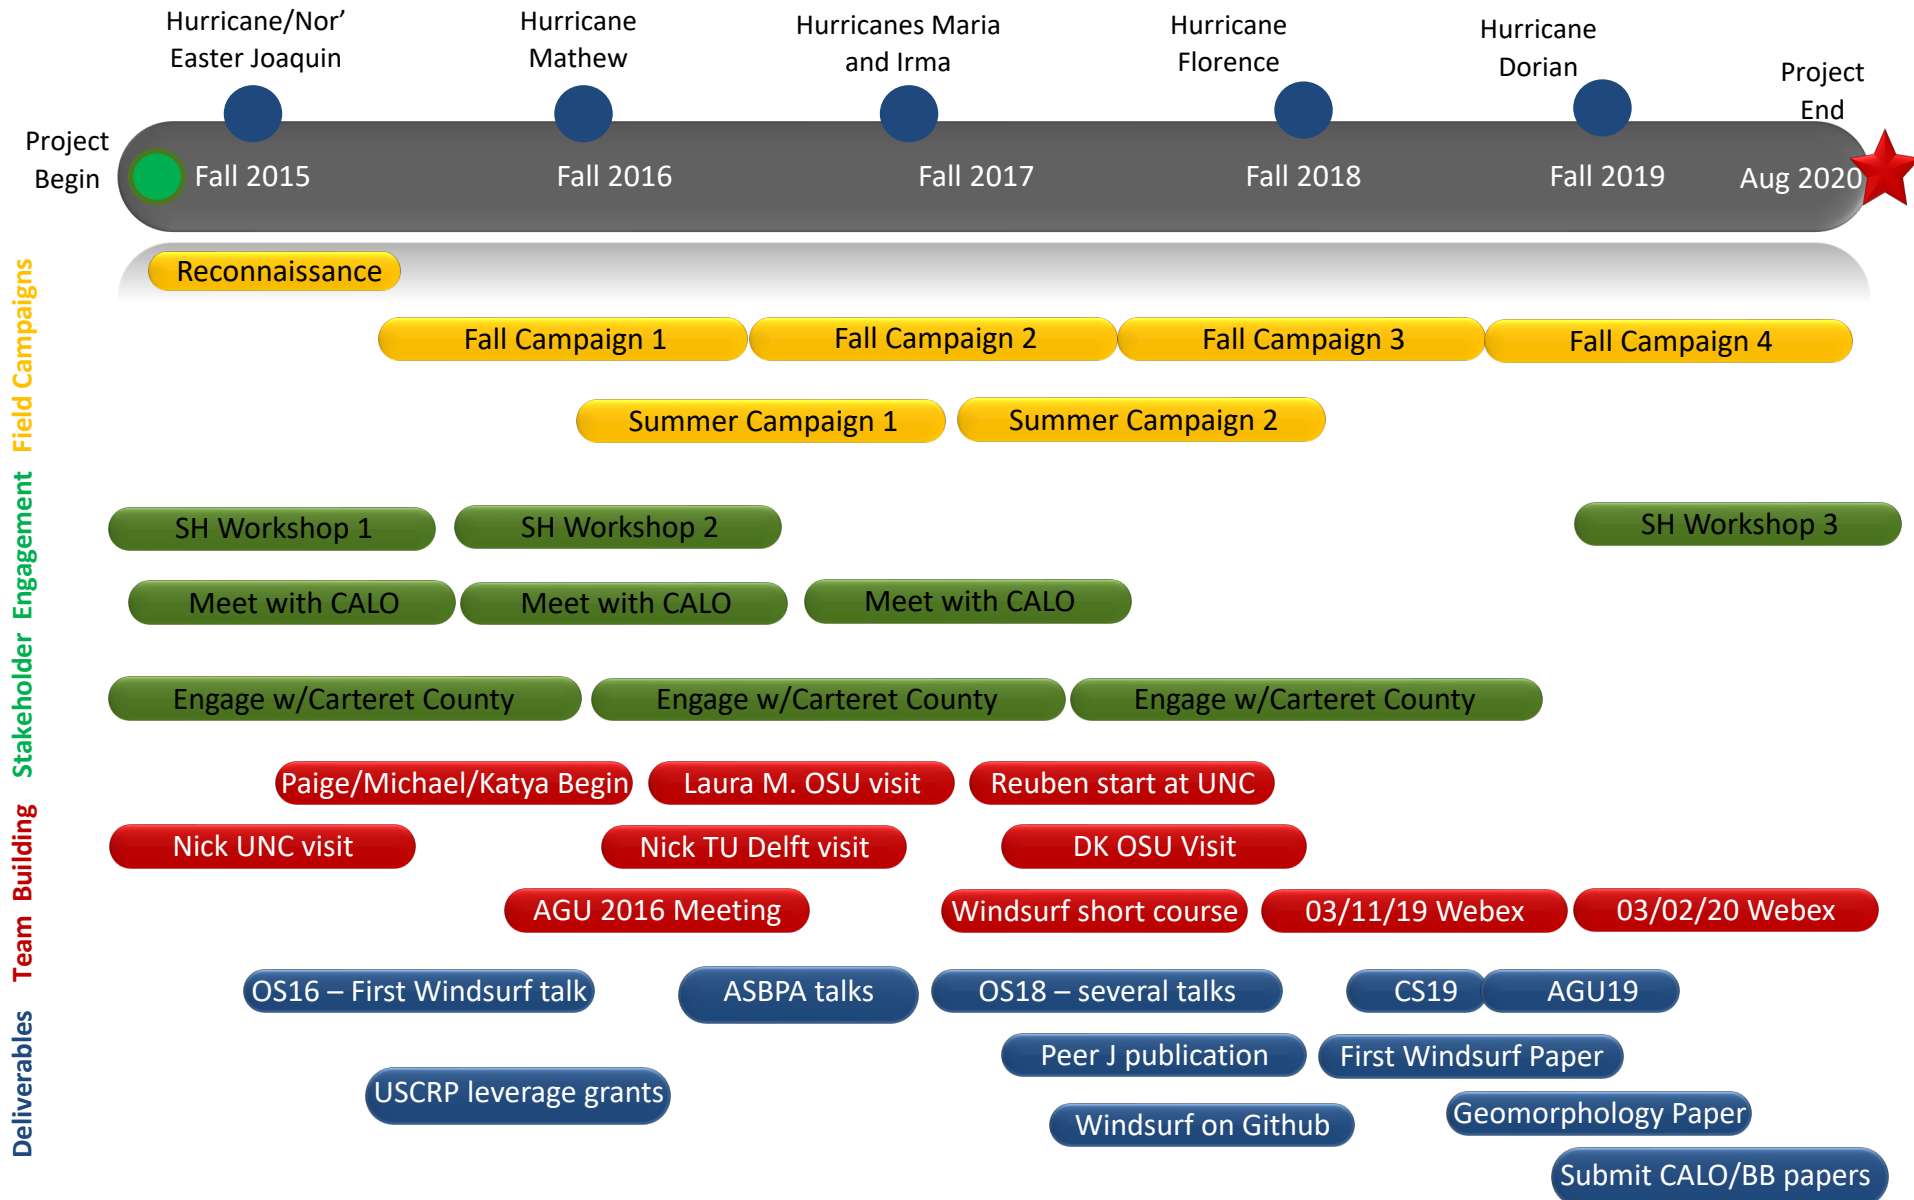 Hurricane/Nor'
Easter Joaquin
Hurricane
Mathew
Hurricanes Maria
and Irma
Hurricane
Florence
Hurricane
Dorian
Project
End
Project
Begin
Fall 2015
Fall 2016
Fall 2017
Fall 2018
Fall 2019
Aug 2020
Field Campaigns
Reconnaissance
Fall Campaign 1
Fall Campaign 2
Fall Campaign 3
Fall Campaign 4
Summer Campaign 1
Summer Campaign 2
Stakeholder Engagement
SH Workshop 1
SH Workshop 2
SH Workshop 3
Meet with CALO
Meet with CALO
Meet with CALO
Engage w/Carteret County
Engage w/Carteret County
Engage w/Carteret County
Team Building
Paige/Michael/Katya Begin
Laura M. OSU visit
Reuben start at UNC
Nick UNC visit
Nick TU Delft visit
DK OSU Visit
AGU 2016 Meeting
Windsurf short course
03/11/19 Webex
03/02/20 Webex
Deliverables
OS16 – First Windsurf talk
ASBPA talks
OS18 – several talks
CS19
AGU19
Peer J publication
First Windsurf Paper
USCRP leverage grants
Windsurf on Github
Geomorphology Paper
Submit CALO/BB papers